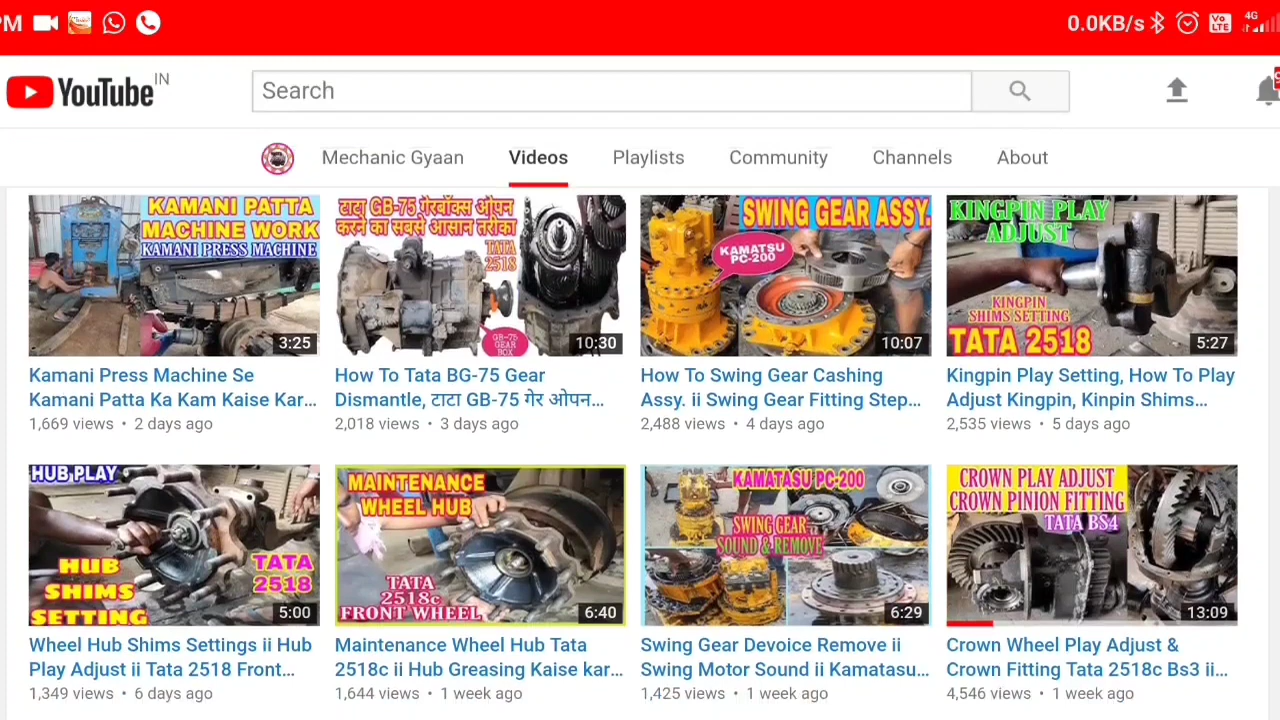 PM
0.0KB/s
Vo LTE
4G
YouTube IN
Search
Mechanic Gyaan
Videos
Playlists
Community
Channels
About
KAMANI PATTA
MACHINE WORK
KAMANI PRESS MACHINE
3:25
टाटा GB-75 गेरबॉक्स ओपन
करने का सबसे आसान तरीका
TATA
2518
GB-75
GEAR
BOX
10:30
SWING GEAR ASSY.
KAMATSU
PC-200
10:07
KINGPIN PLAY
ADJUST
KINGPIN
SHIMS SETTING
TATA 2518
5:27
Kamani Press Machine Se
Kamani Patta Ka Kam Kaise Kar...
1,669 views • 2 days ago
How To Tata BG-75 Gear
Dismantle, टाटा GB-75 गेर ओपन...
2,018 views • 3 days ago
How To Swing Gear Cashing
Assy. ii Swing Gear Fitting Step...
2,488 views • 4 days ago
Kingpin Play Setting, How To Play
Adjust Kingpin, Kinpin Shims...
2,535 views • 5 days ago
HUB PLAY
HUB
SHIMS
SETTING
TATA
2518
5:00
MAINTENANCE
WHEEL HUB
TATA
2518c
FRONT WHEEL
6:40
KAMATASU PC-200
SWING GEAR
SOUND & REMOVE
6:29
CROWN PLAY ADJUST
CROWN PINION FITTING
TATA BS4
13:09
Wheel Hub Shims Settings ii Hub
Play Adjust ii Tata 2518 Front...
1,349 views • 6 days ago
Maintenance Wheel Hub Tata
2518c ii Hub Greasing Kaise kar...
1,644 views • 1 week ago
Swing Gear Devoice Remove ii
Swing Motor Sound ii Kamatasu...
1,425 views • 1 week ago
Crown Wheel Play Adjust &
Crown Fitting Tata 2518c Bs3 ii...
4,546 views • 1 week ago